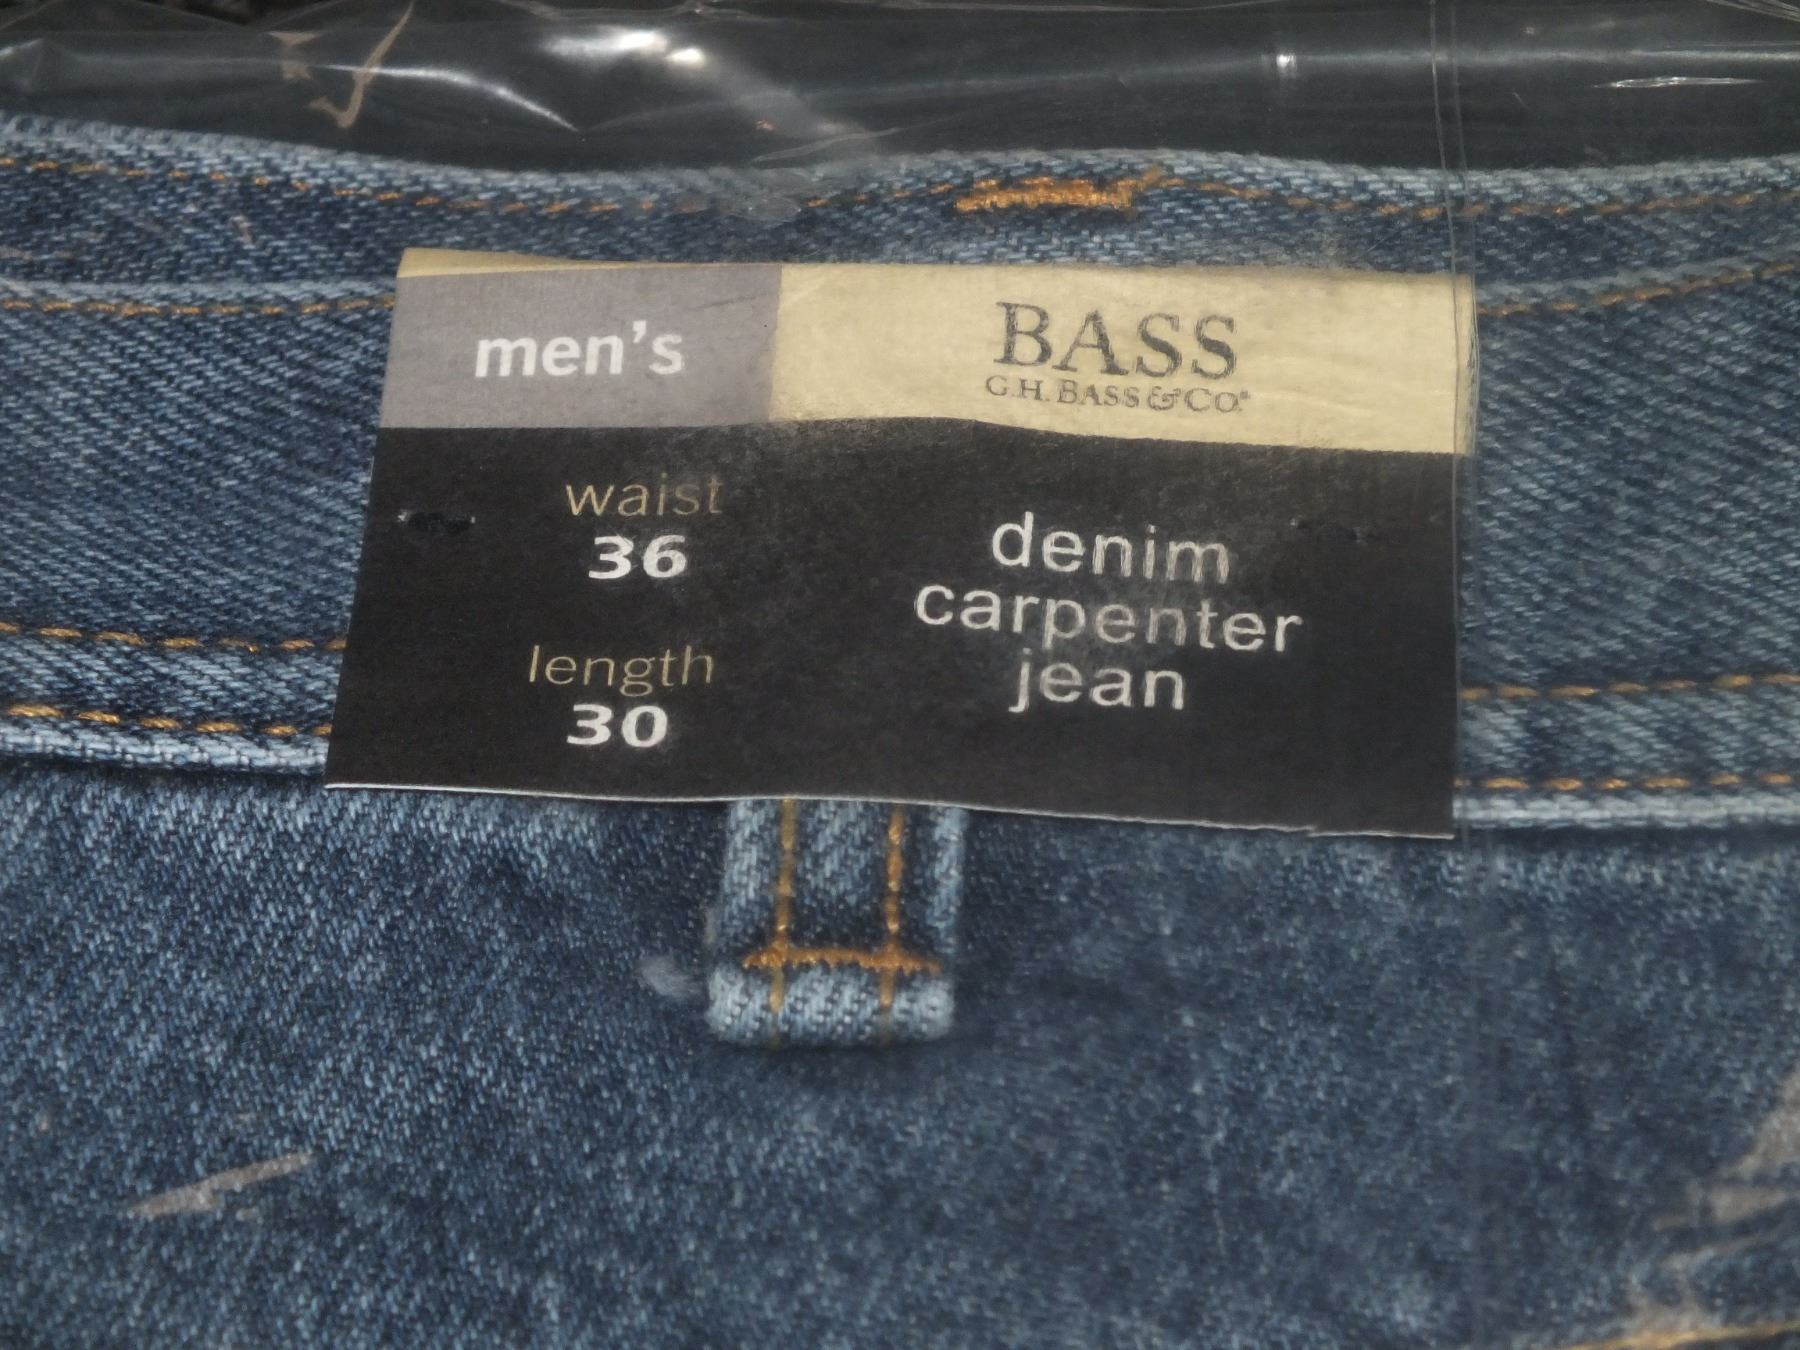 men's
BASS
G.H. BASS & CO.®
waist
36
length
30
denim
carpenter
jean